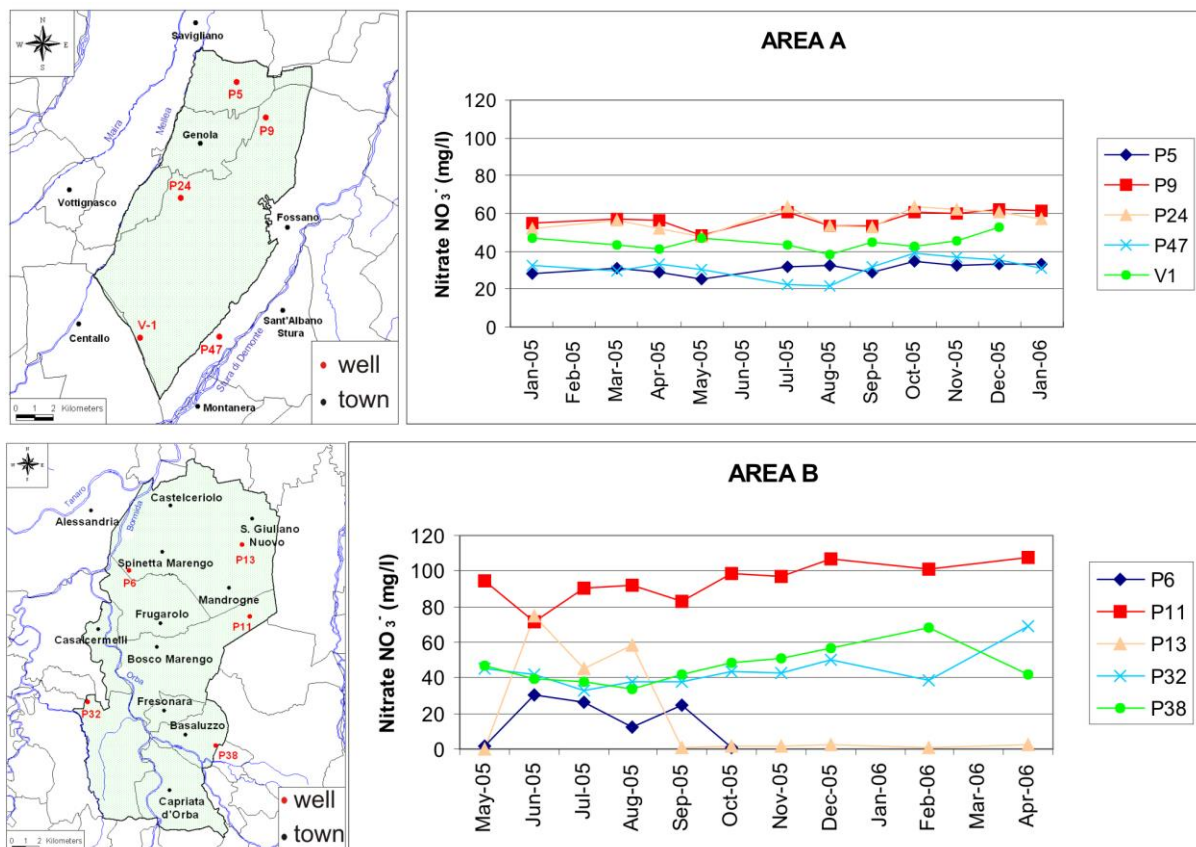 N
W E
S
Savigliano
Maira
Mellea
P5
P9
Genola
P24
Vottignasco
Fossano
Sant'Albano
Stura
V-1
P47
Centallo
Stura di Demonte
Montanera
well
town
0 1 2 Kilometers
AREA A
Nitrate NO3- (mg/l)
120
100
80
60
40
20
0
Jan-05
Feb-05
Mar-05
Apr-05
May-05
Jun-05
Jul-05
Aug-05
Sep-05
Oct-05
Nov-05
Dec-05
Jan-06
P5
P9
P24
P47
V1
Tanaro
Bormida
Castelceriolo
Alessandria
S. Giuliano
Nuovo
P13
Spinetta Marengo
P6
Mandrogne
Frugarolo
P11
Casalcermelli
Bosco Marengo
Orba
P32
Fresonara
Basaluzzo
P38
Capriata
d'Orba
well
town
0 1 2 Kilometers
AREA B
Nitrate NO3- (mg/l)
120
100
80
60
40
20
0
May-05
Jun-05
Jul-05
Aug-05
Sep-05
Oct-05
Nov-05
Dec-05
Jan-06
Feb-06
Mar-06
Apr-06
P6
P11
P13
P32
P38